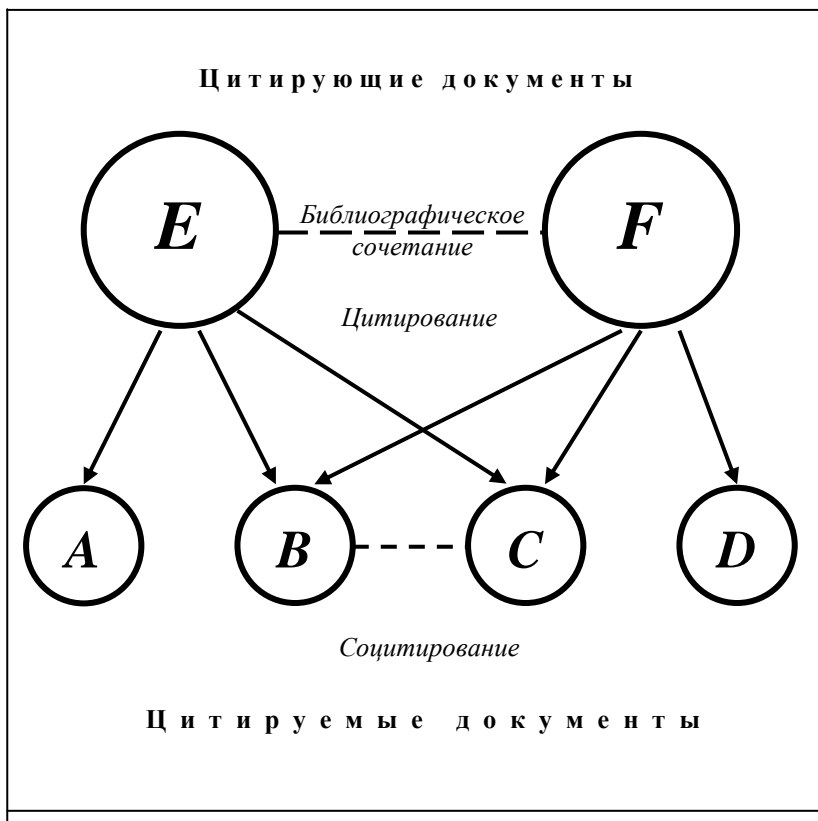 Цитирующие документы
E
F
Библиографическое
сочетание
Цитирование
A
B
C
D
Социтирование
Цитируемые документы